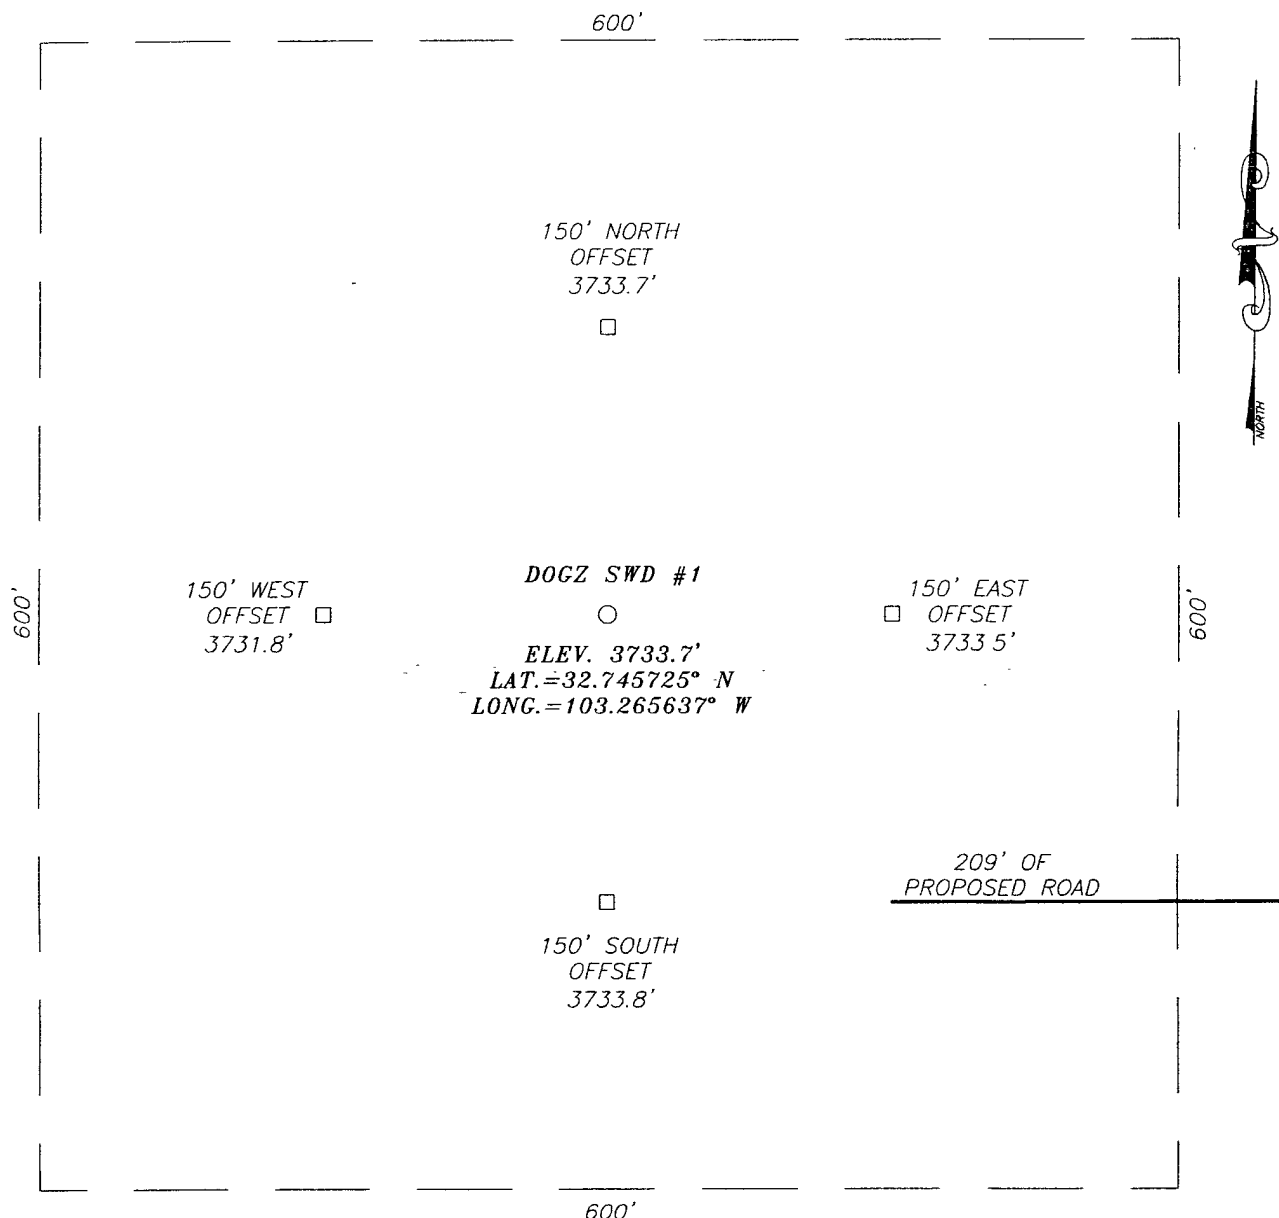 600'
150' NORTH
OFFSET
3733.7'
NORTH
DOGZ SWD #1
150' WEST
OFFSET
3731.8'
150' EAST
OFFSET
3733 5'
600'
600'
ELEV. 3733.7'
LAT.=32.745725° N
LONG.=103.265637° W
209' OF
PROPOSED ROAD
150' SOUTH
OFFSET
3733.8'
600'